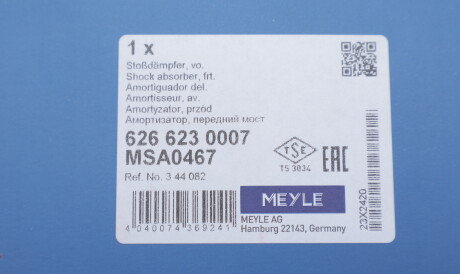 1 x
Stoßdämpfer, vo.
Shock absorber, frt.
Amortiguador del.
Amortisseur, av.
Amortyzator, przód
Амортизатор, передний мост
626 623 0007
MSA0467
Ref. No. 3 44 082
TSE
TS 3034
EAC
MEYLE
MEYLE AG
Hamburg 22143, Germany
4 040074 369241
23X2420